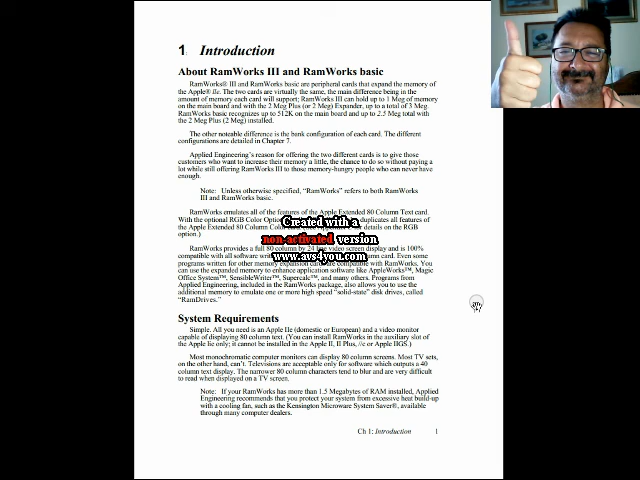 1 Introduction
About RamWorks III and RamWorks basic
RamWorks® III and RamWorks basic are peripheral cards that expand the memory of
the Apple® IIe. The two cards are virtually the same, the main difference being in the
amount of memory each card will support; RamWorks III can hold up to 1 Meg of memory
on the main board and with the 2 Meg Plus (or 2 Meg) Expander, up to a total of 3 Meg.
RamWorks basic recognizes up to 512K on the main board and up to 2.5 Meg total with
the 2 Meg Plus (2 Meg) installed.
The other noteable difference is the bank configuration of each card. The different
configurations are detailed in Chapter 7.
Applied Engineering's reason for offering the two different cards is to give those
customers who want to increase their memory a little, the chance to do so without paying a
lot while still offering RamWorks III to those memory-hungry people who can never have
enough.
Note: Unless otherwise specified, "RamWorks" refers to both RamWorks
III and RamWorks basic.
RamWorks emulates all of the features of the Apple Extended 80 Column Text card.
With the optional RGB Color Option duplicates all features of
the Apple Extended 80 Column details on the RGB
option.)
Created with a
non-activated version
www.avs4you.com
RamWorks provides a full 80 column by 24 line video screen display and is 100%
compatible with all software column card. Even some
programs written for other memory expansion cards are compatible with RamWorks. You
can use the expanded memory to enhance application software like AppleWorks™, Magic
Office System™, SensibleWriter™, Supercalc™, and many others. Programs from
Applied Engineering, included in the RamWorks package, also allows you to use the
additional memory to emulate one or more high speed "solid-state" disk drives, called
"RamDrives."
System Requirements
Simple. All you need is an Apple IIe (domestic or European) and a video monitor
capable of displaying 80 column text. (You can install RamWorks in the auxiliary slot of
the Apple IIe only; it cannot be installed in the Apple II, II Plus, //c or Apple IIGS.)
Most monochromatic computer monitors can display 80 column screens. Most TV sets,
on the other hand, can't. Televisions are acceptable only for software which outputs a 40
column text display. The narrower 80 column characters tend to blur and are very difficult
to read when displayed on a TV screen.
Note: If your RamWorks has more than 1.5 Megabytes of RAM installed, Applied
Engineering recommends that you protect your system from excessive heat build-up
with a cooling fan, such as the Kensington Microware System Saver®, available
through many computer dealers.
Ch 1; Introduction 1